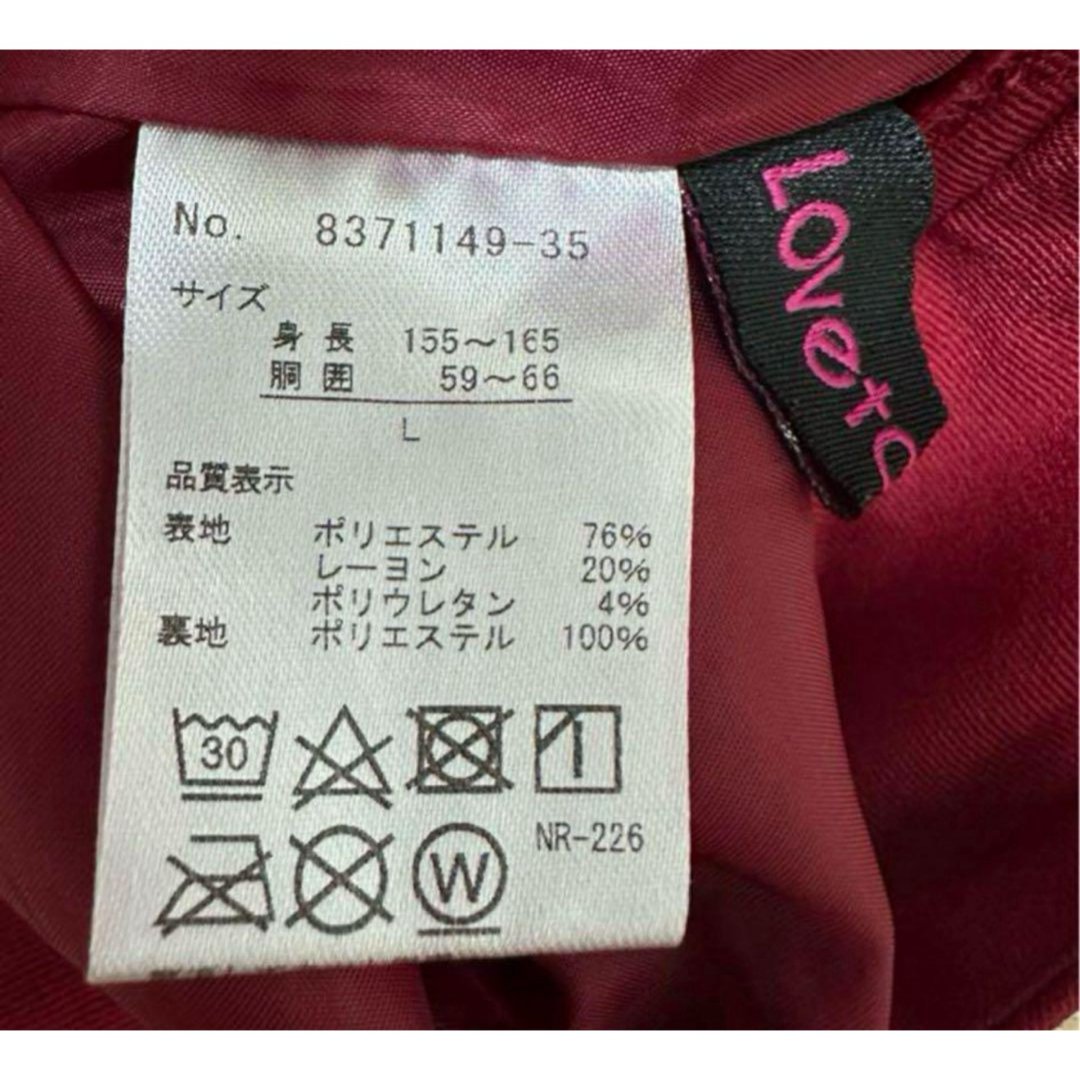 No. 8371149-35
サイズ
身長 155～165
胴囲 59～66
L
品質表示
表地 ポリエステル 76%
レーヨン 20%
ポリウレタン 4%
裏地 ポリエステル 100%
30
NR-226
W
Love+